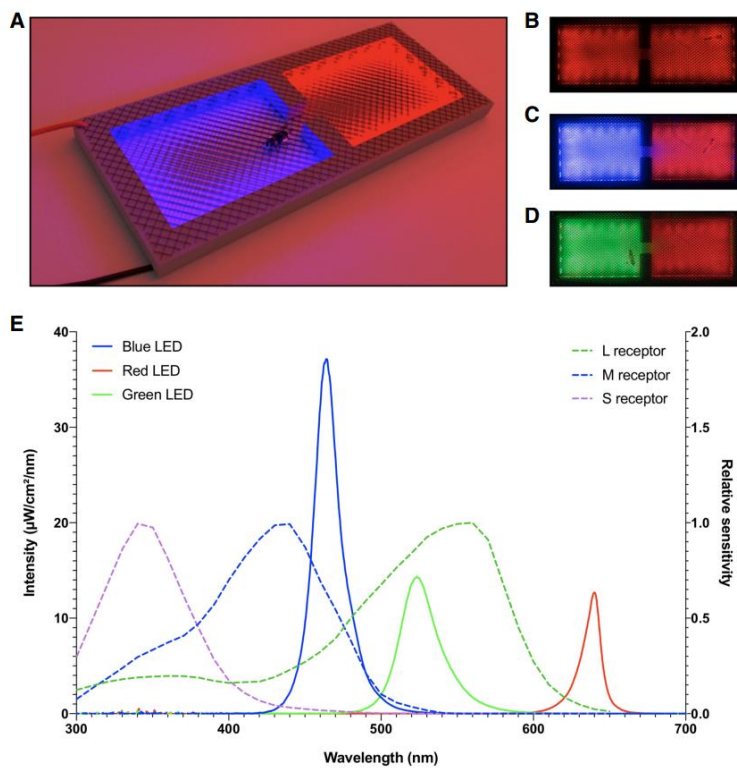 A
B
C
D
E
Blue LED
Red LED
Green LED
L receptor
M receptor
S receptor
40
30
20
10
0
2.0
1.5
1.0
0.5
0.0
300
400
500
600
700
Intensity (µW/cm²/nm)
Relative sensitivity
Wavelength (nm)